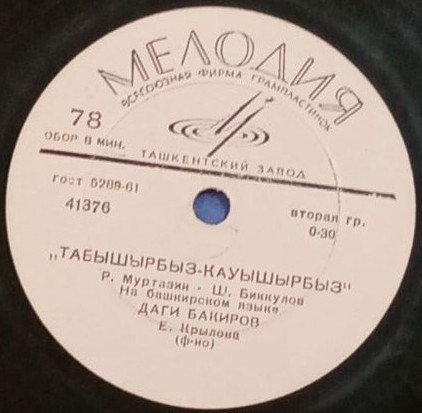 МЕЛОДИЯ
ВСЕСОЮЗНАЯ ФИРМА ГРАМПЛАСТИНОК
78
ОБОР В МИН.
ТАШКЕНТСКИЙ ЗАВОД
гост 5289-61
41376
вторая гр.
0-30
„ТАБЫШЫРБЫЗ-КАУЫШЫРБЫЗ"
Р. Муртазин - Ш. Биккулов
На башкирском языке
ДАГИ БАКИРОВ
Е. Крылова
(ф-но)